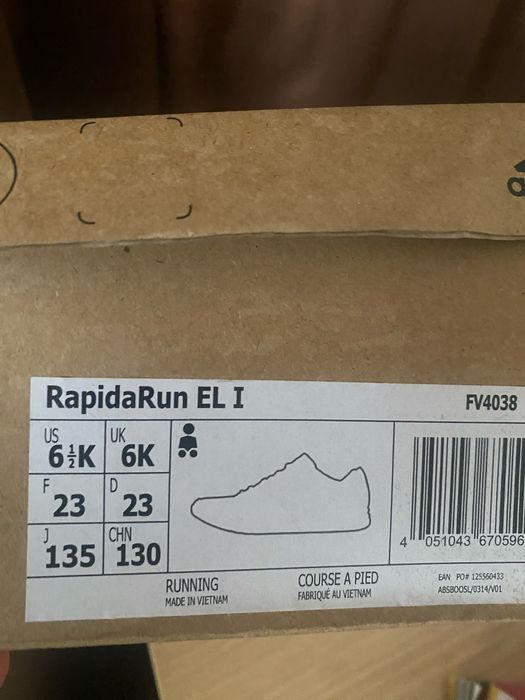 RapidaRun EL I
FV4038
US 6½K
UK 6K
F 23
D 23
J 135
CHN 130
4 051043 670596
RUNNING
MADE IN VIETNAM
COURSE A PIED
FABRIQUÉ AU VIETNAM
EAN PO# 125560433
ABSBOOSL/0314/V01